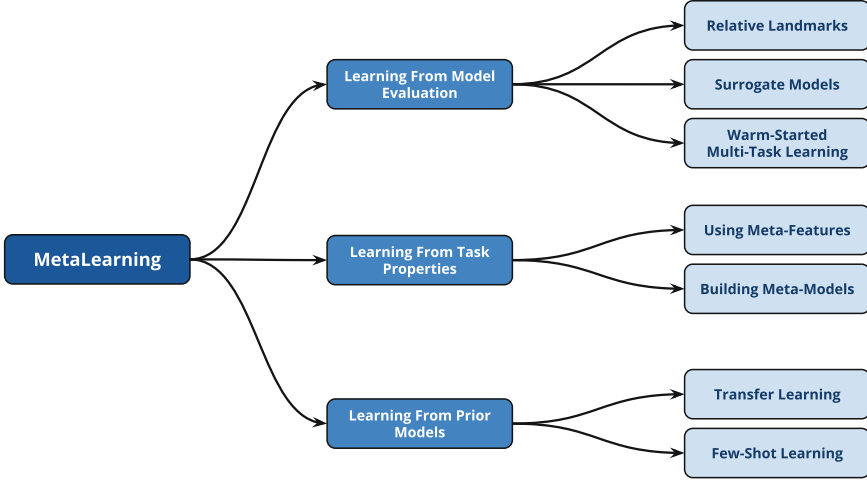 MetaLearning
Learning From Model
Evaluation
Relative Landmarks
Surrogate Models
Warm-Started
Multi-Task Learning
Learning From Task
Properties
Using Meta-Features
Building Meta-Models
Learning From Prior
Models
Transfer Learning
Few-Shot Learning